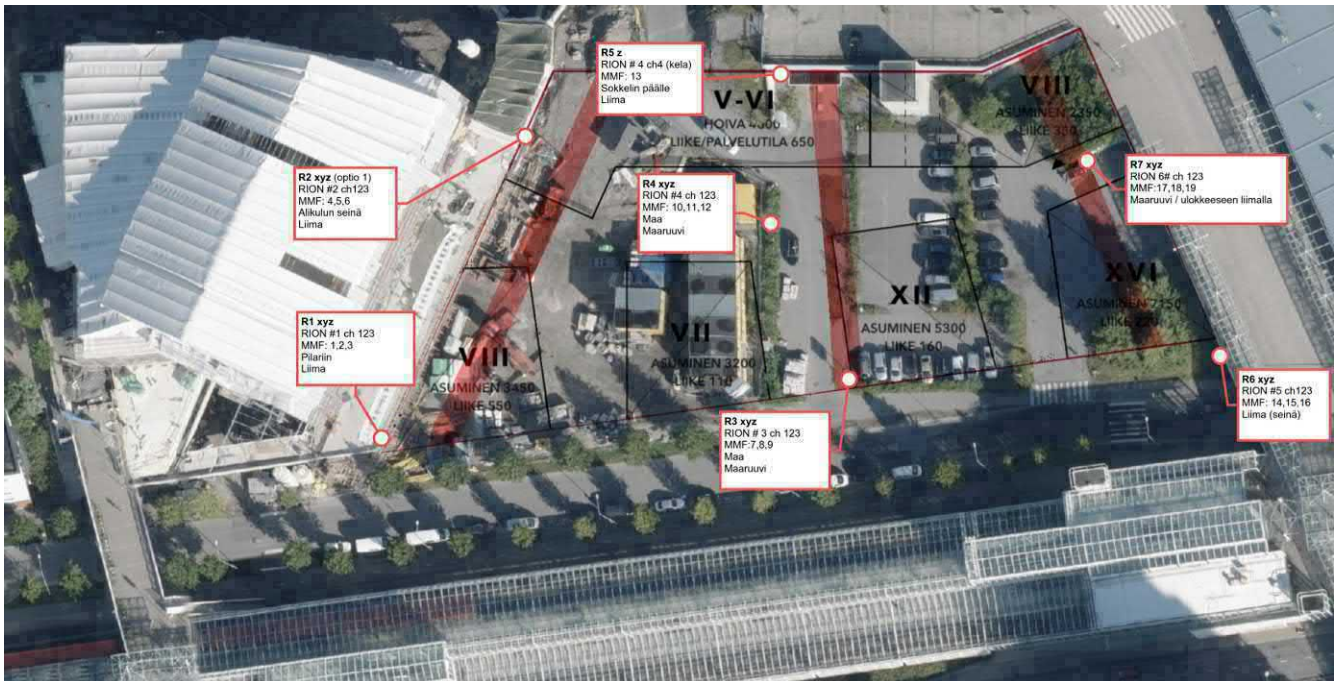 R5 z
RION # 4 ch4 (kela)
MMF: 13
Sokkelin päälle
Liima
V-VI
HOIVA 4300
LIIKE/PALVELUTILA 650
VIII
ASUMINEN 2350
LIIKE 350
R2 xyz (optio 1)
RION #2 ch123
MMF: 4,5,6
Alikulun seinä
Liima
R4 xyz
RION #4 ch 123
MMF: 10,11,12
Maa
Maaruuvi
R7 xyz
RION 6# ch 123
MMF:17,18,19
Maaruuvi / ulokkeeseen liimalla
R1 xyz
RION #1 ch 123
MMF: 1,2,3
Pilariin
Liima
VIII
ASUMINEN 3450
LIIKE 550
VII
ASUMINEN 3200
LIIKE 110
XII
ASUMINEN 5300
LIIKE 160
XVI
ASUMINEN 7150
LIIKE
R3 xyz
RION # 3 ch 123
MMF:7,8,9
Maa
Maaruuvi
R6 xyz
RION #5 ch123
MMF: 14,15,16
Liima (seinä)